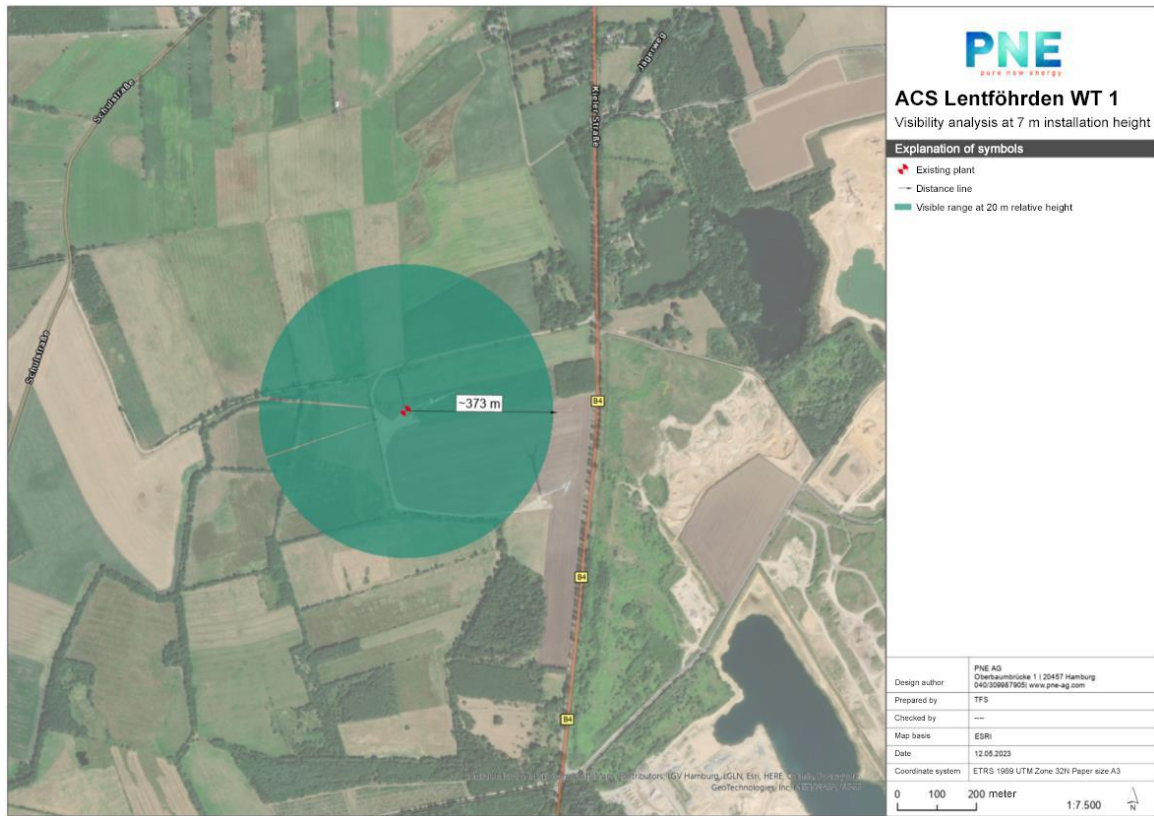 Schulstraße
Schulstraße
Kieler Straße
Jägerweg
~373 m
B4
B4
B4
GeoTechnologies, Inc,
PNE
pure new energy
ACS Lentföhrden WT 1
Visibility analysis at 7 m installation height
Explanation of symbols
Existing plant
Distance line
Visible range at 20 m relative height
Design author
PNE AG
Oberbaumbrücke 1 | 20457 Hamburg
040/309987905| www.pne-ag.com
Prepared by TFS
Checked by ----
Map basis ESRI
Date 12.05.2023
Coordinate system ETRS 1989 UTM Zone 32N Paper size A3
0 100 200 meter
1:7.500
N